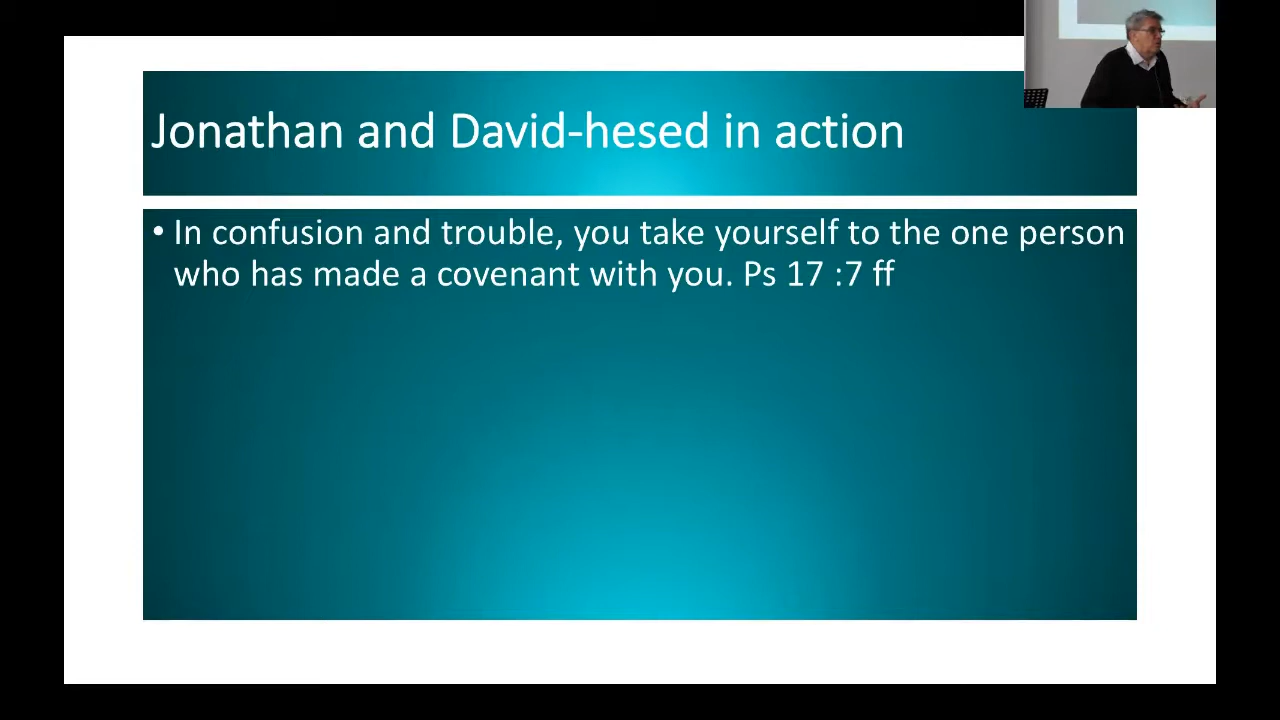 Jonathan and David-hesed in action
• In confusion and trouble, you take yourself to the one person
who has made a covenant with you. Ps 17 :7 ff